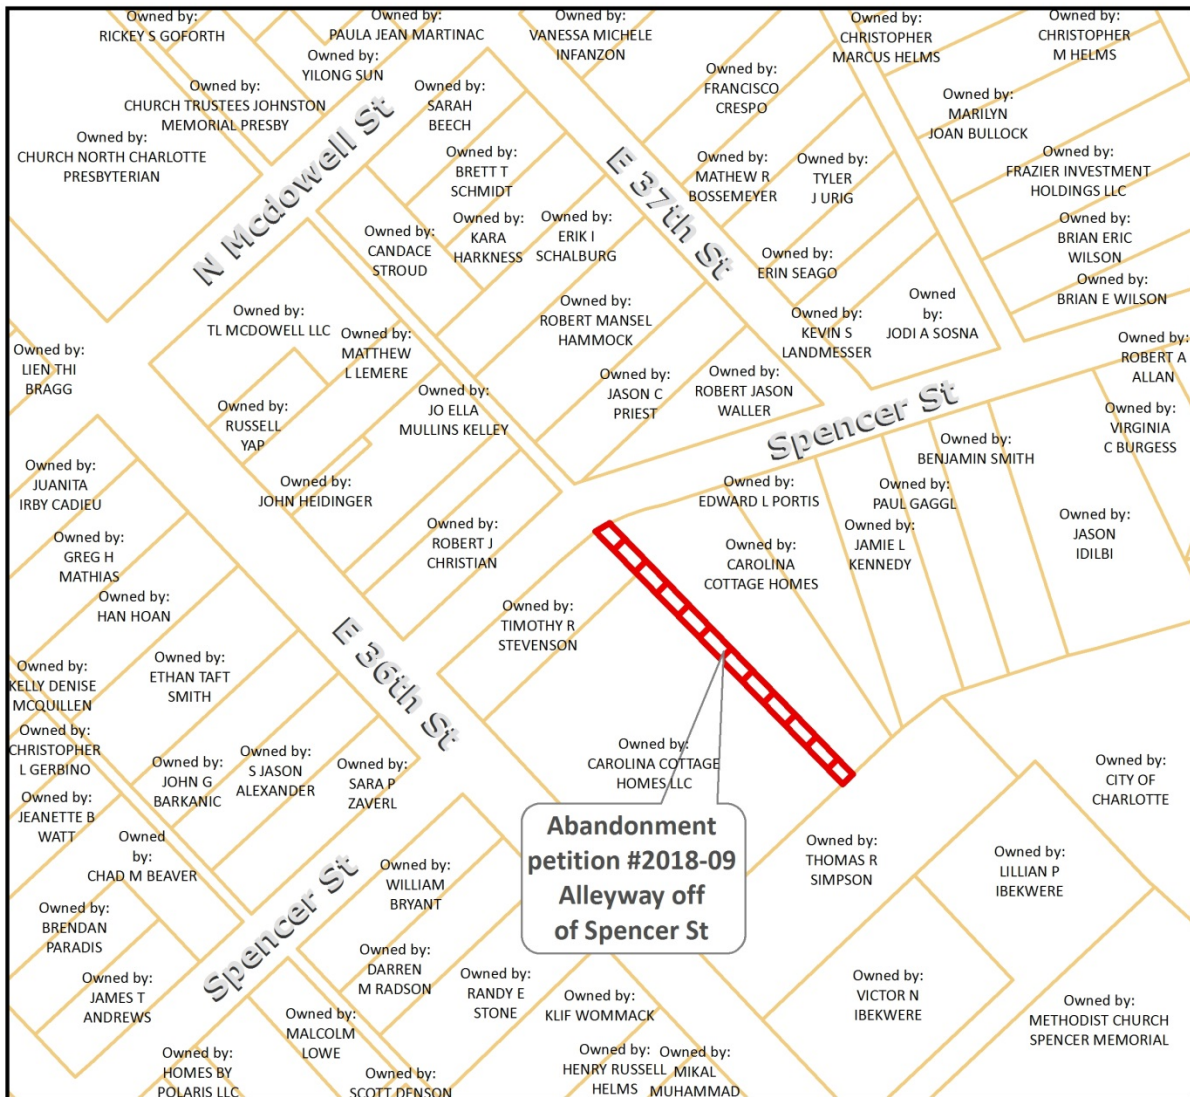 Owned by:
RICKEY S GOFORTH
Owned by:
PAULA JEAN MARTINAC
Owned by:
VANESSA MICHELE
INFANZON
Owned by:
CHRISTOPHER
MARCUS HELMS
Owned by:
CHRISTOPHER
M HELMS
Owned by:
YILONG SUN
Owned by:
CHURCH TRUSTEES JOHNSTON
MEMORIAL PRESBY
Owned by:
SARAH
BEECH
Owned by:
FRANCISCO
CRESPO
Owned by:
MARILYN
JOAN BULLOCK
Owned by:
CHURCH NORTH CHARLOTTE
PRESBYTERIAN
N Mcdowell St
Owned by:
BRETT T
SCHMIDT
E 37th St
Owned by:
MATHEW R
BOSSEMEYER
Owned by:
TYLER
J URIG
Owned by:
FRAZIER INVESTMENT
HOLDINGS LLC
Owned by:
CANDACE
STROUD
Owned by:
KARA
HARKNESS
Owned by:
ERIK I
SCHALBURG
Owned by:
ERIN SEAGO
Owned by:
BRIAN ERIC
WILSON
Owned by:
BRIAN E WILSON
Owned by:
TL MCDOWELL LLC
Owned by:
MATTHEW
L LEMERE
Owned by:
ROBERT MANSEL
HAMMOCK
Owned by:
KEVIN S
LANDMESSER
Owned
by:
JODI A SOSNA
Owned by:
ROBERT A
ALLAN
Owned by:
LIEN THI
BRAGG
Owned by:
RUSSELL
YAP
Owned by:
JO ELLA
MULLINS KELLEY
Owned by:
JASON C
PRIEST
Owned by:
ROBERT JASON
WALLER
Spencer St
Owned by:
VIRGINIA
C BURGESS
Owned by:
BENJAMIN SMITH
Owned by:
JUANITA
IRBY CADIEU
Owned by:
JOHN HEIDINGER
Owned by:
EDWARD L PORTIS
Owned by:
PAUL GAGGL
Owned by:
JASON
IDILBI
Owned by:
GREG H
MATHIAS
Owned by:
ROBERT J
CHRISTIAN
Owned by:
CAROLINA
COTTAGE HOMES
Owned by:
JAMIE L
KENNEDY
Owned by:
HAN HOAN
Owned by:
TIMOTHY R
STEVENSON
E 36th St
Owned by:
KELLY DENISE
MCQUILLEN
Owned by:
ETHAN TAFT
SMITH
Owned by:
CHRISTOPHER
L GERBINO
Owned by:
JOHN G
BARKANIC
Owned by:
S JASON
ALEXANDER
Owned by:
SARA P
ZAVERL
Owned by:
CAROLINA COTTAGE
HOMES LLC
Owned by:
CITY OF
CHARLOTTE
Owned by:
JEANETTE B
WATT
Owned
by:
CHAD M BEAVER
Abandonment
petition #2018-09
Alleyway off
of Spencer St
Owned by:
THOMAS R
SIMPSON
Owned by:
LILLIAN P
IBEKWERE
Spencer St
Owned by:
WILLIAM
BRYANT
Owned by:
BRENDAN
PARADIS
Owned by:
DARREN
M RADSON
Owned by:
RANDY E
STONE
Owned by:
KLIF WOMMACK
Owned by:
VICTOR N
IBEKWERE
Owned by:
JAMES T
ANDREWS
Owned by:
MALCOLM
LOWE
Owned by:
METHODIST CHURCH
SPENCER MEMORIAL
Owned by:
HOMES BY
POLARIS LLC
Owned by:
SCOTT DENSON
Owned by:
HENRY RUSSELL
HELMS
Owned by:
MIKAL
MUHAMMAD